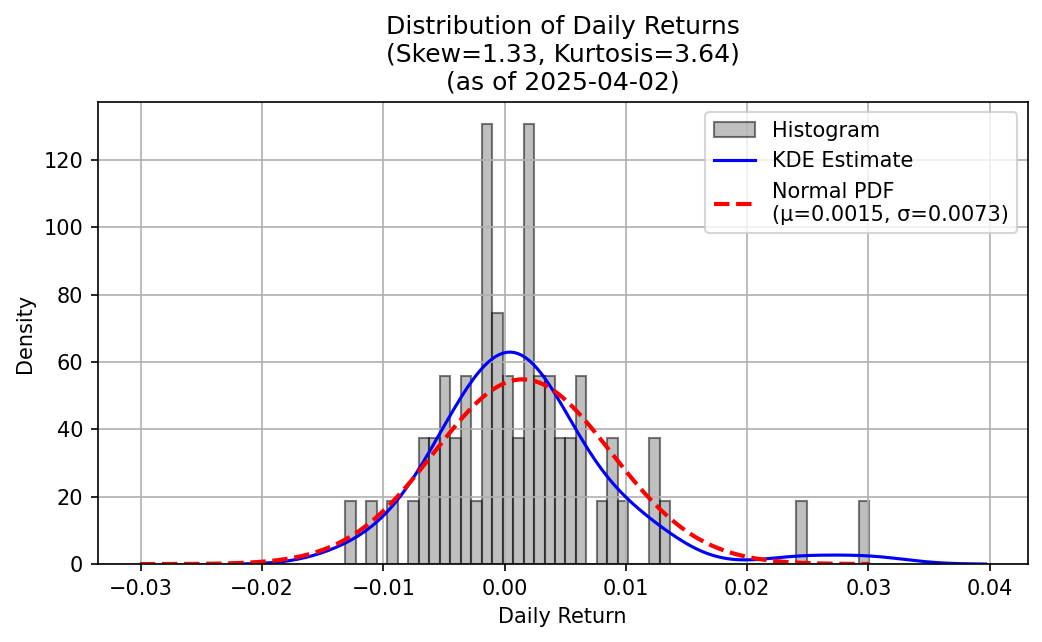 Distribution of Daily Returns
(Skew=1.33, Kurtosis=3.64)
(as of 2025-04-02)
Histogram
KDE Estimate
Normal PDF
(μ=0.0015, σ=0.0073)
Density
120
100
80
60
40
20
0
−0.03 −0.02 −0.01 0.00 0.01 0.02 0.03 0.04
Daily Return